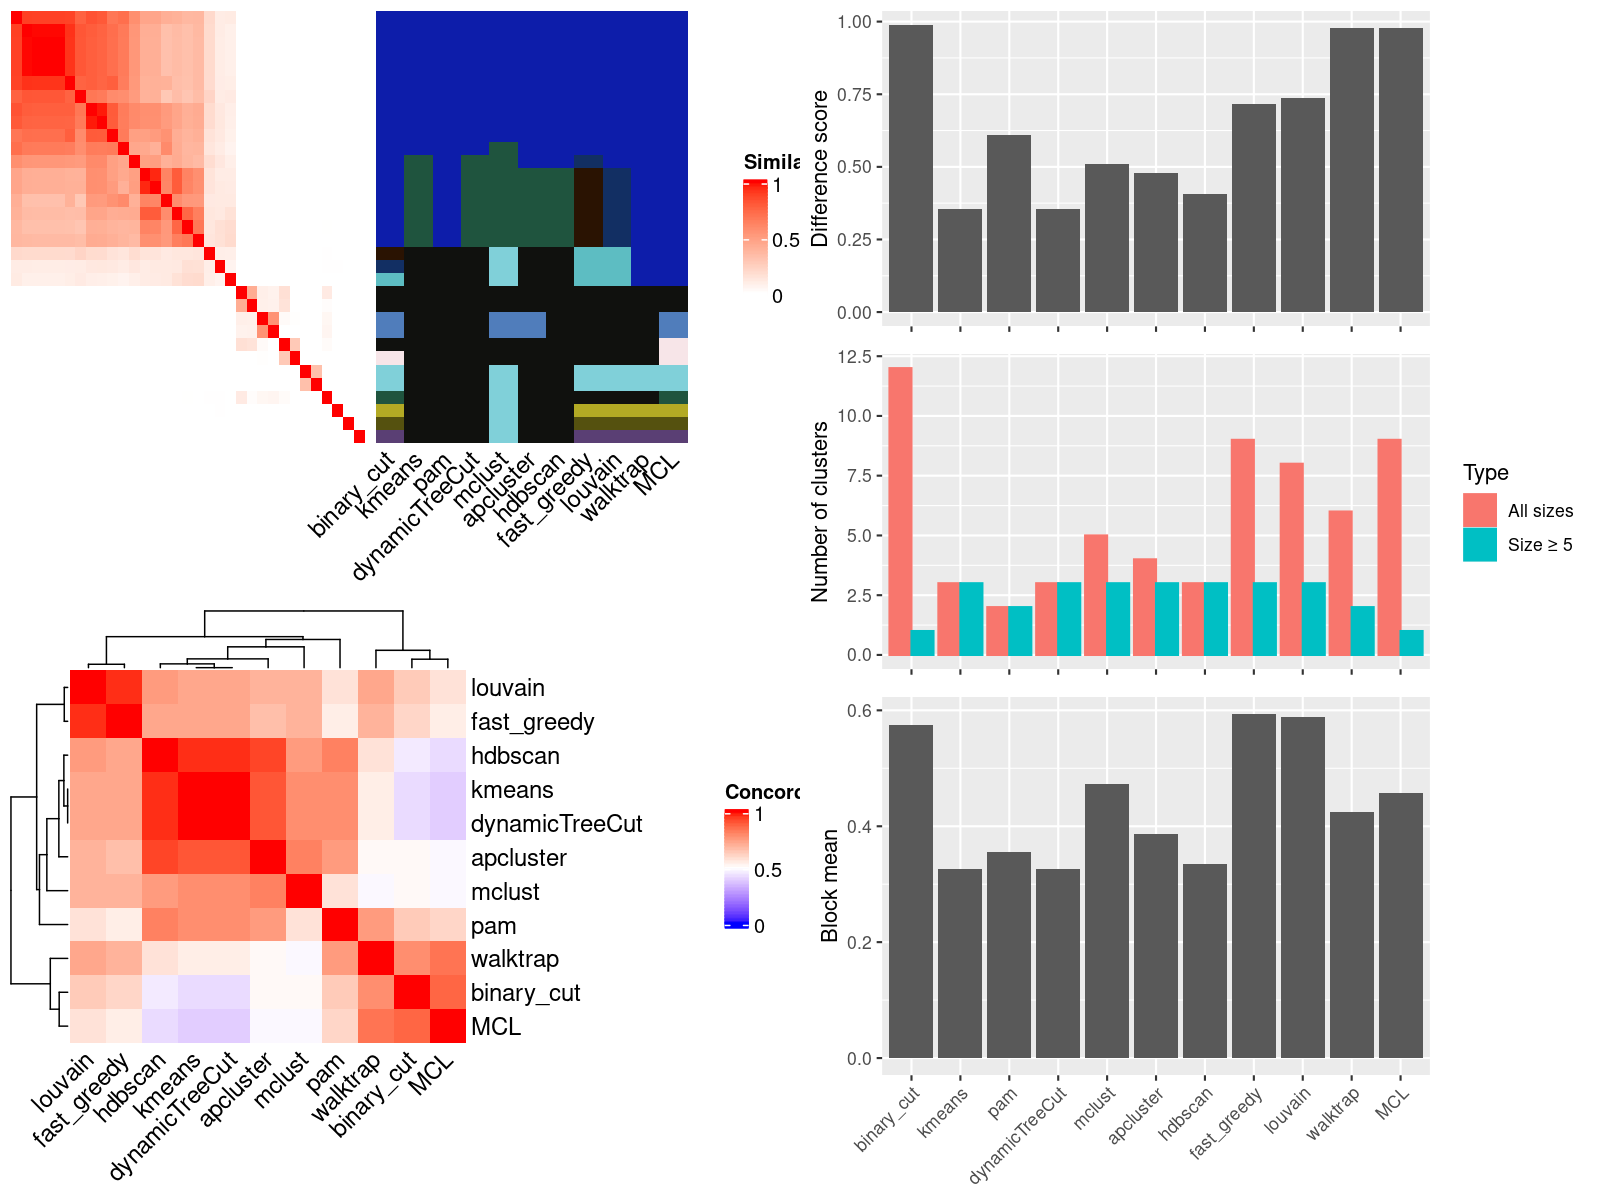 Simila
1
0.5
0
binary_cut
kmeans
pam
dynamicTreeCut
mclust
apcluster
hdbscan
fast_greedy
louvain
walktrap
MCL
louvain
fast_greedy
hdbscan
kmeans
dynamicTreeCut
apcluster
mclust
pam
walktrap
binary_cut
MCL
louvain
fast_greedy
hdbscan
kmeans
dynamicTreeCut
apcluster
mclust
pam
walktrap
binary_cut
MCL
Concord
1
0.5
0
Difference score
1.00
0.75
0.50
0.25
0.00
Number of clusters
12.5
10.0
7.5
5.0
2.5
0.0
Type
All sizes
Size ≥ 5
Block mean
0.6
0.4
0.2
0.0
binary_cut
kmeans
pam
dynamicTreeCut
mclust
apcluster
hdbscan
fast_greedy
louvain
walktrap
MCL